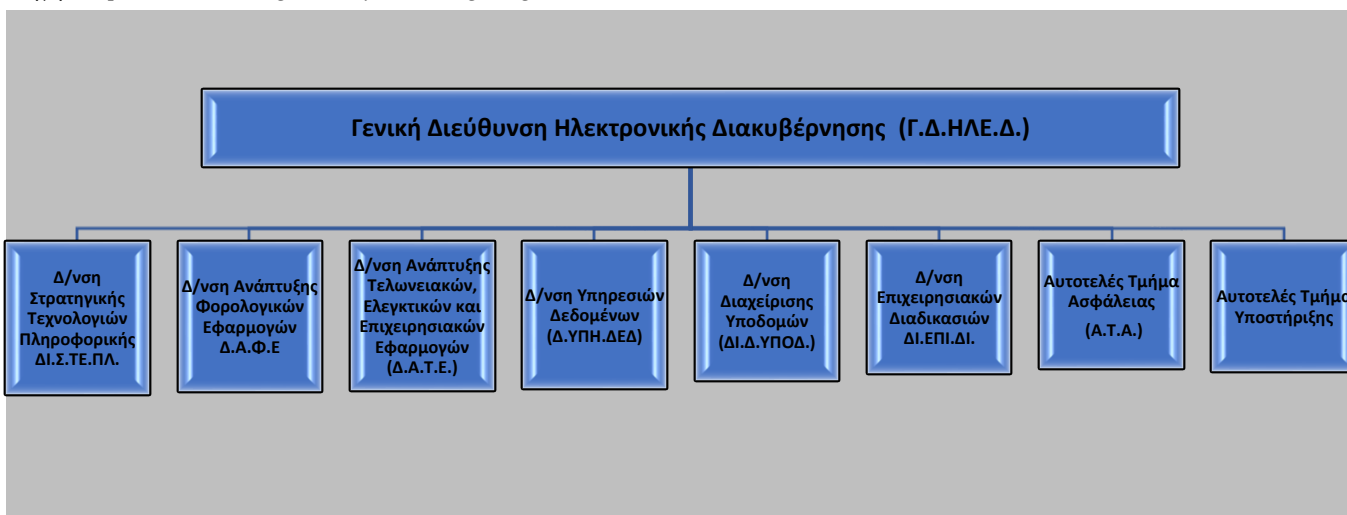 Γενική Διεύθυνση Ηλεκτρονικής Διακυβέρνησης (Γ.Δ.ΗΛΕ.Δ.)
Δ/νση
Στρατηγικής
Τεχνολογιών
Πληροφορικής
ΔΙ.Σ.ΤΕ.ΠΛ.
Δ/νση Ανάπτυξης
Φορολογικών
Εφαρμογών
Δ.Α.Φ.Ε
Δ/νση Ανάπτυξης
Τελωνειακών,
Ελεγκτικών και
Επιχειρησιακών
Εφαρμογών
(Δ.Α.Τ.Ε.)
Δ/νση Υπηρεσιών
Δεδομένων
(Δ.ΥΠΗ.ΔΕΔ)
Δ/νση
Διαχείρισης
Υποδομών
(ΔΙ.Δ.ΥΠΟΔ.)
Δ/νση
Επιχειρησιακών
Διαδικασιών
ΔΙ.ΕΠΙ.ΔΙ.
Αυτοτελές Τμήμα
Ασφάλειας
(Α.Τ.Α.)
Αυτοτελές Τμήμα
Υποστήριξης